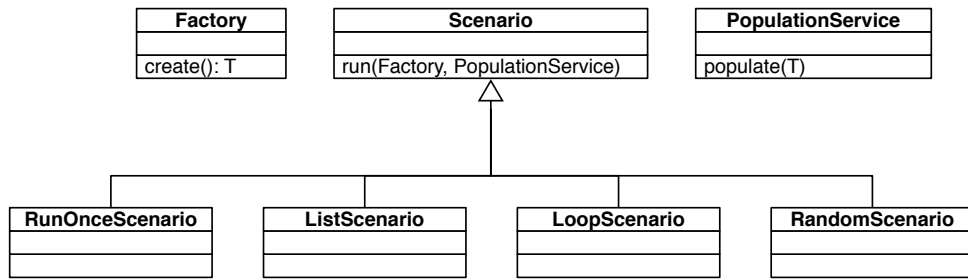 Factory
create(): T
Scenario
run(Factory, PopulationService)
PopulationService
populate(T)
RunOnceScenario
ListScenario
LoopScenario
RandomScenario